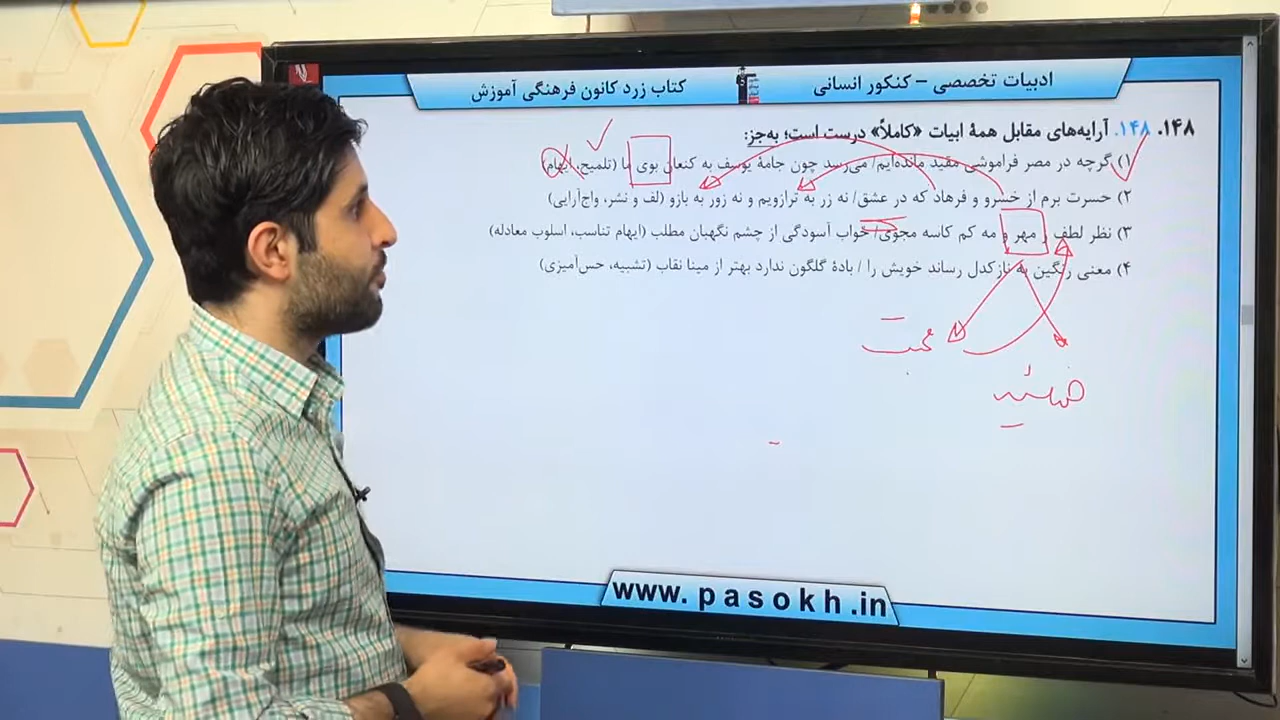 ادبیات تخصصی – کنکور انسانی
کتاب زرد کانون فرهنگی آموزش
۱۴۸. ۱۴۸. آرایه‌های مقابل همهٔ ابیات «کاملاً» درست است؛ به‌جز:
۱) گرچه در مصر فراموشی مقید مانده‌ایم/ می‌رسد چون جامهٔ یوسف به کنعان بوی ما (تلمیح، ایهام)
۲) حسرت برم از خسرو و فرهاد که در عشق/ نه زر به ترازویم و نه زور به بازو (لف و نشر، واج‌آرایی)
۳) نظر لطف ز مهر و مه کم کاسه مجوی/ خواب آسودگی از چشم نگهبان مطلب (ایهام تناسب، اسلوب معادله)
۴) معنی رنگین به نازکدل رساند خویش را / بادهٔ گلگون ندارد بهتر از مینا نقاب (تشبیه، حس‌آمیزی)
محبت
www.pasokh.in